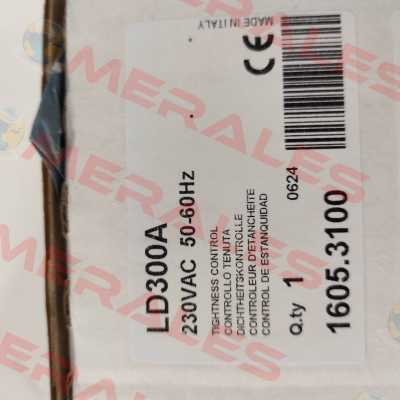 MADE IN ITALY
CE
LD300A
230VAC 50-60Hz
TIGHTNESS CONTROL
CONTROLLO TENUTA
DICHTHEITSKONTROLLE
CONTROLEUR D'ETANCHEITE
CONTROL DE ESTANQUIDAD
Q.ty 1
0624
1605.3100
MERALES
MERALES
MERALES
MERALES